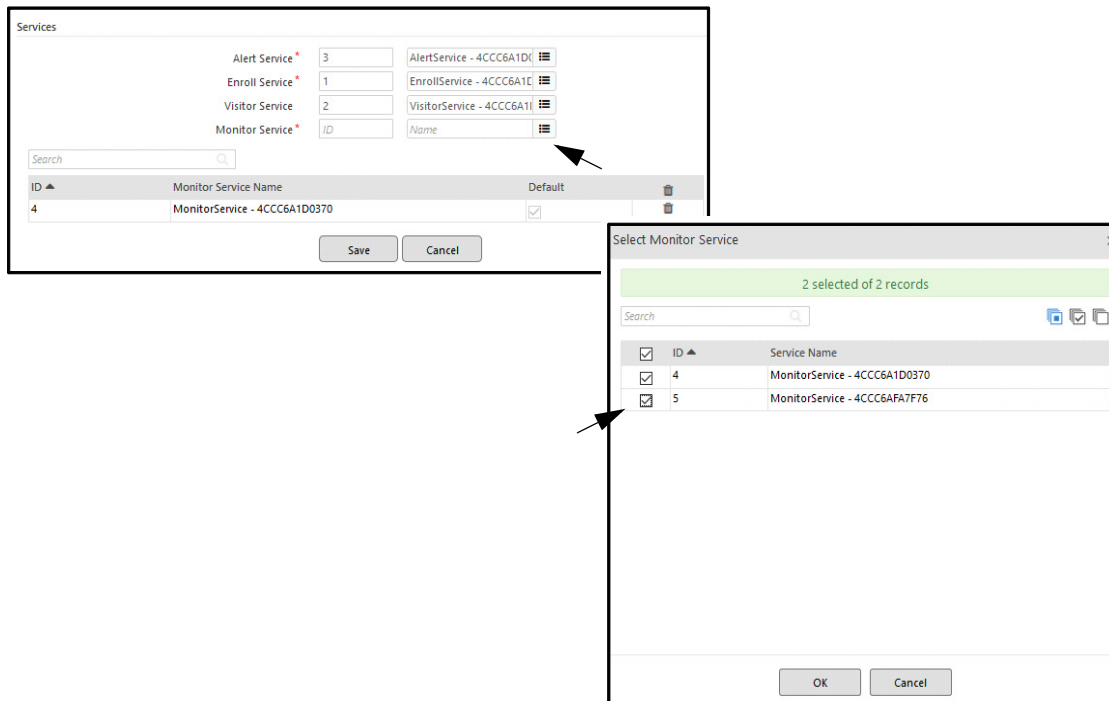 Services
Alert Service* 3 AlertService - 4CCC6A1D(
Enroll Service* 1 EnrollService - 4CCC6A1D
Visitor Service 2 VisitorService - 4CCC6A1
Monitor Service* ID Name
Search
ID Monitor Service Name Default
4 MonitorService - 4CCC6A1D0370
Save Cancel
Select Monitor Service
2 selected of 2 records
Search
ID Service Name
4 MonitorService - 4CCC6A1D0370
5 MonitorService - 4CCC6AFA7F76
OK Cancel